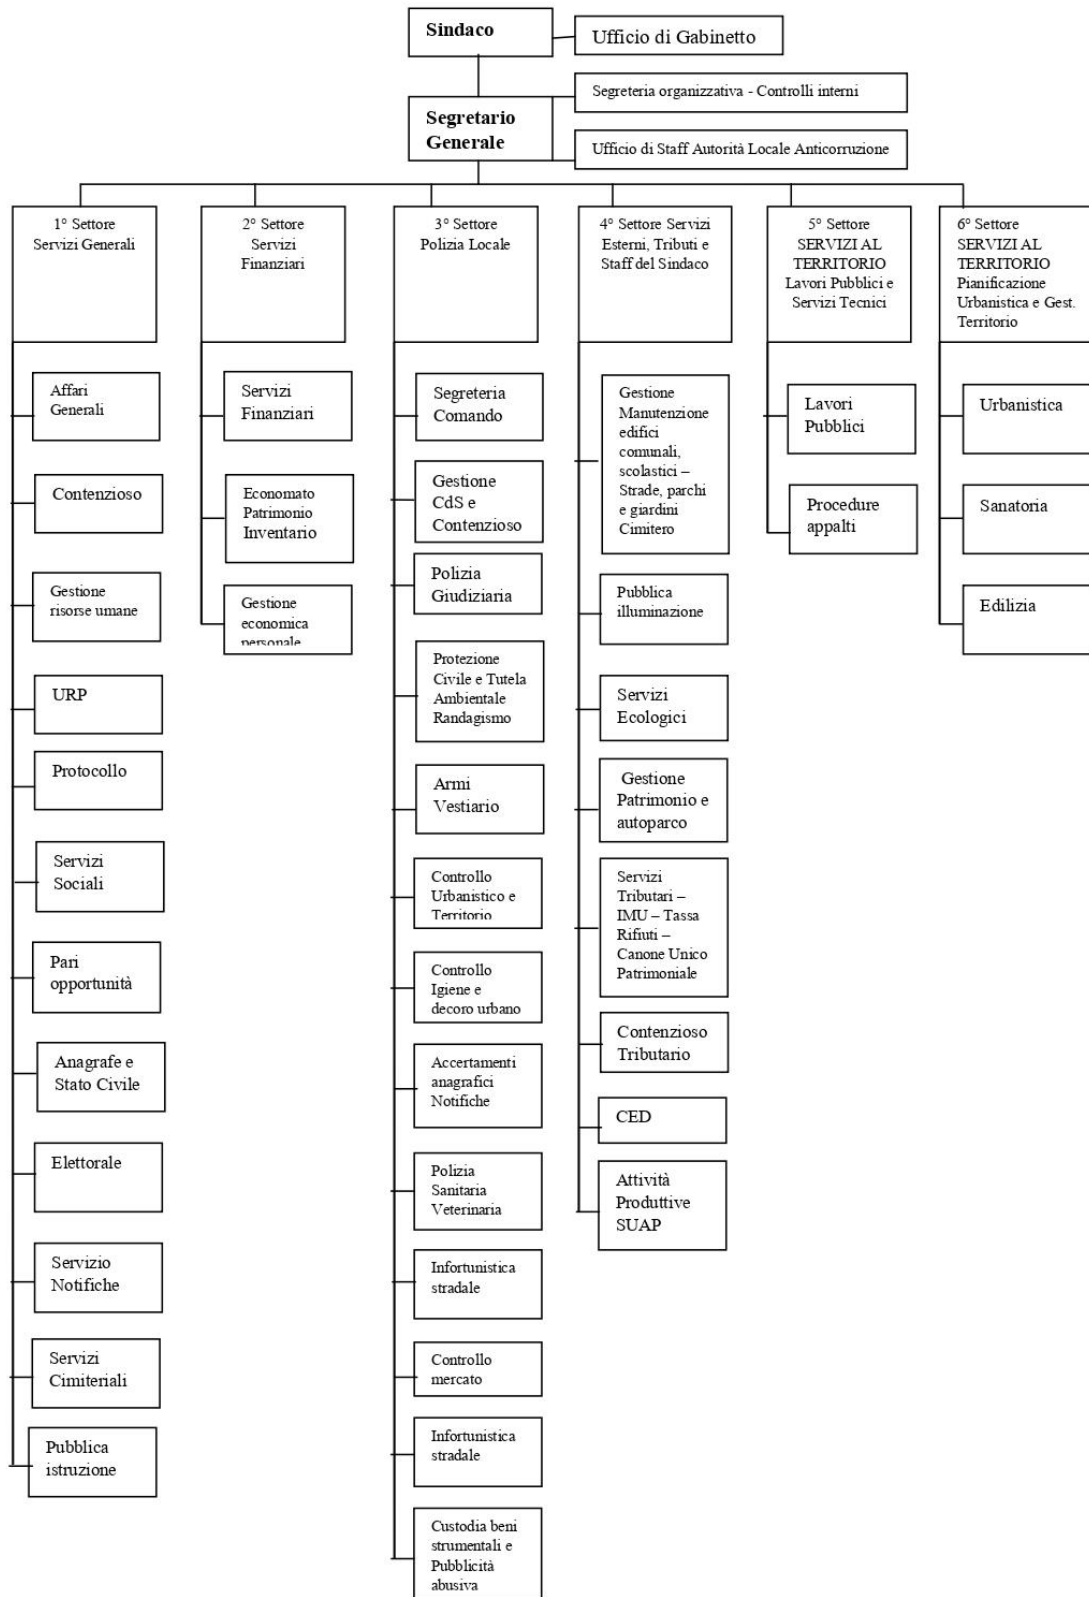 Sindaco
Ufficio di Gabinetto
Segreteria organizzativa - Controlli interni
Segretario
Generale
Ufficio di Staff Autorità Locale Anticorruzione
1° Settore
Servizi Generali
2° Settore
Servizi
Finanziari
3° Settore
Polizia Locale
4° Settore Servizi
Esterni, Tributi e
Staff del Sindaco
5° Settore
SERVIZI AL
TERRITORIO
Lavori Pubblici e
Servizi Tecnici
6° Settore
SERVIZI AL
TERRITORIO
Pianificazione
Urbanistica e Gest.
Territorio
Affari
Generali
Contenzioso
Gestione
risorse umane
URP
Protocollo
Servizi
Sociali
Pari
opportunità
Anagrafe e
Stato Civile
Elettorale
Servizio
Notifiche
Servizi
Cimiteriali
Pubblica
istruzione
Servizi
Finanziari
Economato
Patrimonio
Inventario
Gestione
economica
personale
Segreteria
Comando
Gestione
CdS e
Contenzioso
Polizia
Giudiziaria
Protezione
Civile e Tutela
Ambientale
Randagismo
Armi
Vestiario
Controllo
Urbanistico e
Territorio
Controllo
Igiene e
decoro urbano
Accertamenti
anagrafici
Notifiche
Polizia
Sanitaria
Veterinaria
Infortunistica
stradale
Controllo
mercato
Infortunistica
stradale
Custodia beni
strumentali e
Pubblicità
abusiva
Gestione
Manutenzione
edifici
comunali,
scolastici –
Strade, parchi
e giardini
Cimitero
Pubblica
illuminazione
Servizi
Ecologici
Gestione
Patrimonio e
autoparco
Servizi
Tributari –
IMU – Tassa
Rifiuti –
Canone Unico
Patrimoniale
Contenzioso
Tributario
CED
Attività
Produttive
SUAP
Lavori
Pubblici
Procedure
appalti
Urbanistica
Sanatoria
Edilizia